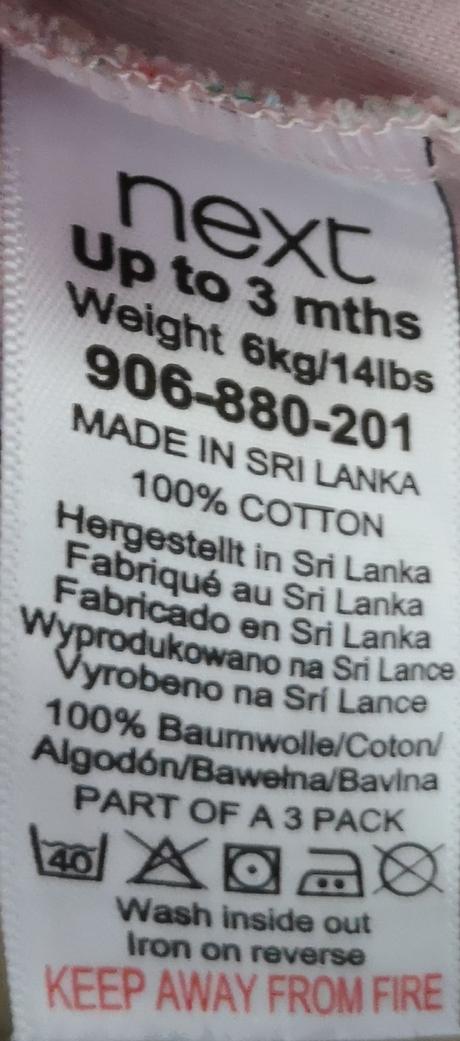 next
Up to 3 mths
Weight 6kg/14lbs
906-880-201
MADE IN SRI LANKA
100% COTTON
Hergestellt in Sri Lanka
Fabriqué au Sri Lanka
Fabricado en Sri Lanka
Wyprodukowano na Sri Lance
Vyrobeno na Srí Lance
100% Baumwolle/Coton/
Algodón/Bawełna/Bavlna
PART OF A 3 PACK
40
Wash inside out
Iron on reverse
KEEP AWAY FROM FIRE